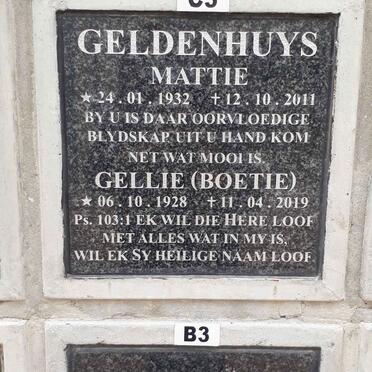 C5
GELDENHUYS
MATTIE
★ 24 . 01 . 1932 ✝ 12 . 10 . 2011
BY U IS DAAR OORVLOEDIGE
BLYDSKAP UIT U HAND KOM
NET WAT MOOI IS.
GELLIE (BOETIE)
★ 06 . 10 . 1928 ✝ 11 . 04 . 2019
Ps. 103:1 EK WIL DIE HERE LOOF
MET ALLES WAT IN MY IS,
WIL EK SY HEILIGE NAAM LOOF
B3